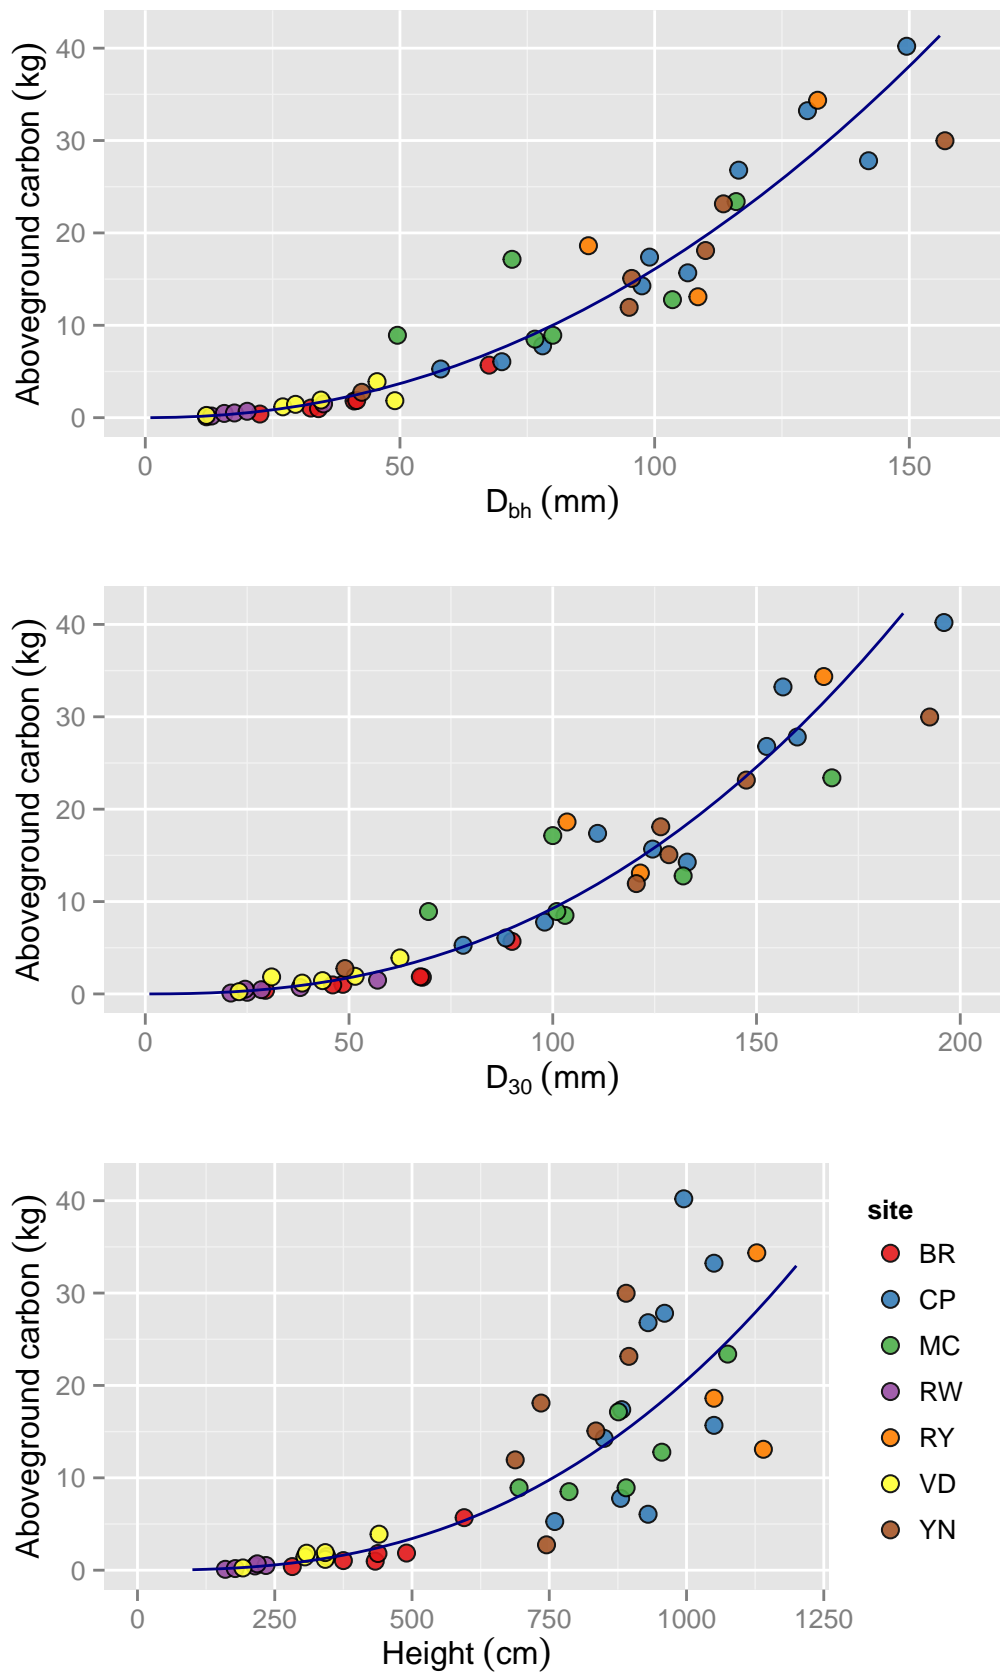 Aboveground carbon (kg)
40
30
20
10
0
0 50 100 150
Dbh (mm)
Aboveground carbon (kg)
40
30
20
10
0
0 50 100 150 200
D30 (mm)
Aboveground carbon (kg)
40
30
20
10
0
0 250 500 750 1000 1250
Height (cm)
site
BR
CP
MC
RW
RY
VD
YN